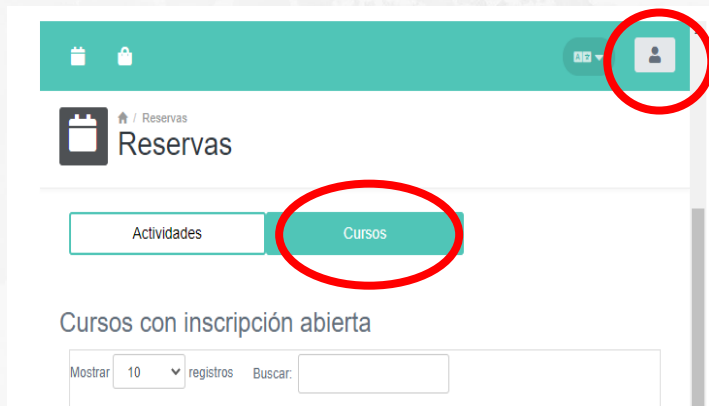 / Reservas
Reservas
Actividades Cursos
Cursos con inscripción abierta
Mostrar 10 registros Buscar: